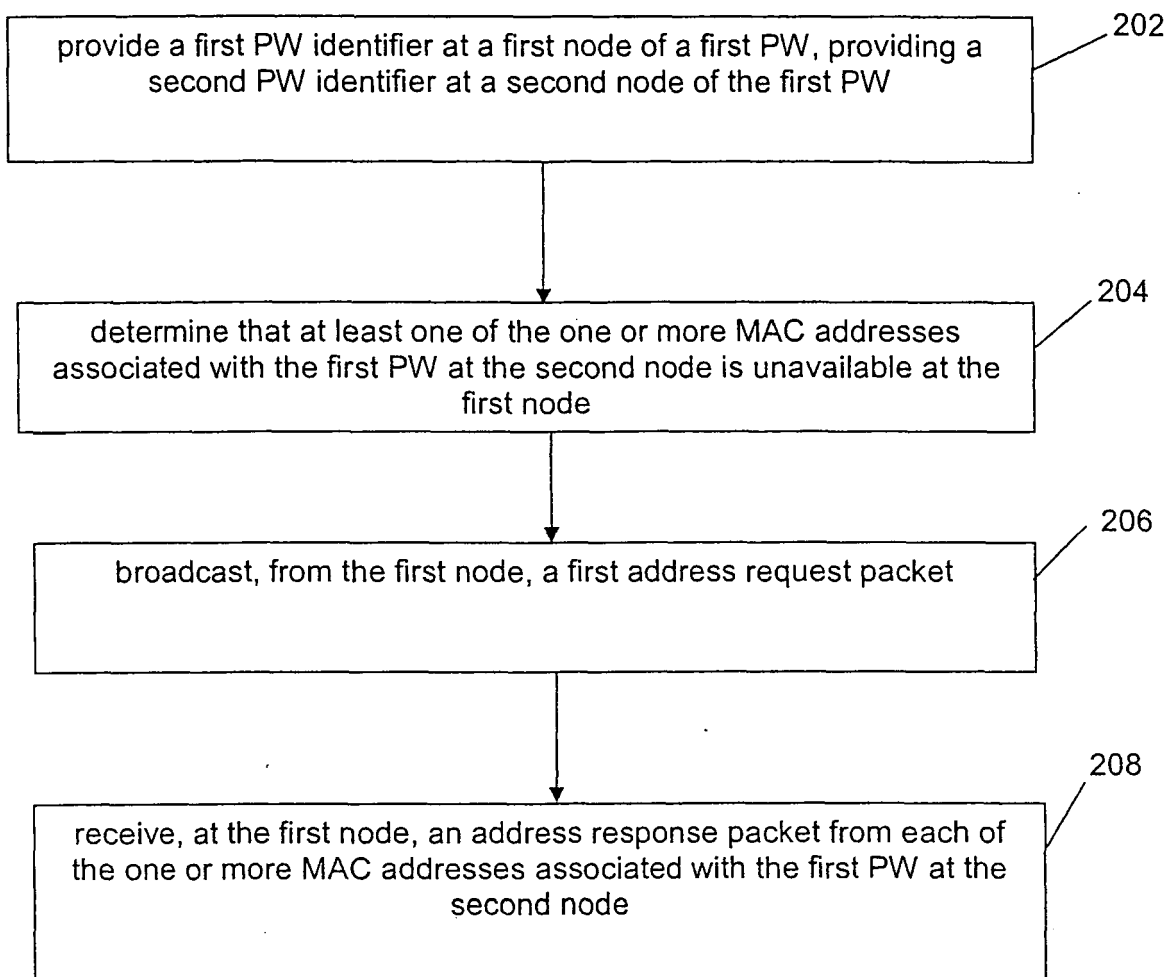 202
provide a first PW identifier at a first node of a first PW, providing a
second PW identifier at a second node of the first PW
204
determine that at least one of the one or more MAC addresses
associated with the first PW at the second node is unavailable at the
first node
206
broadcast, from the first node, a first address request packet
208
receive, at the first node, an address response packet from each of
the one or more MAC addresses associated with the first PW at the
second node